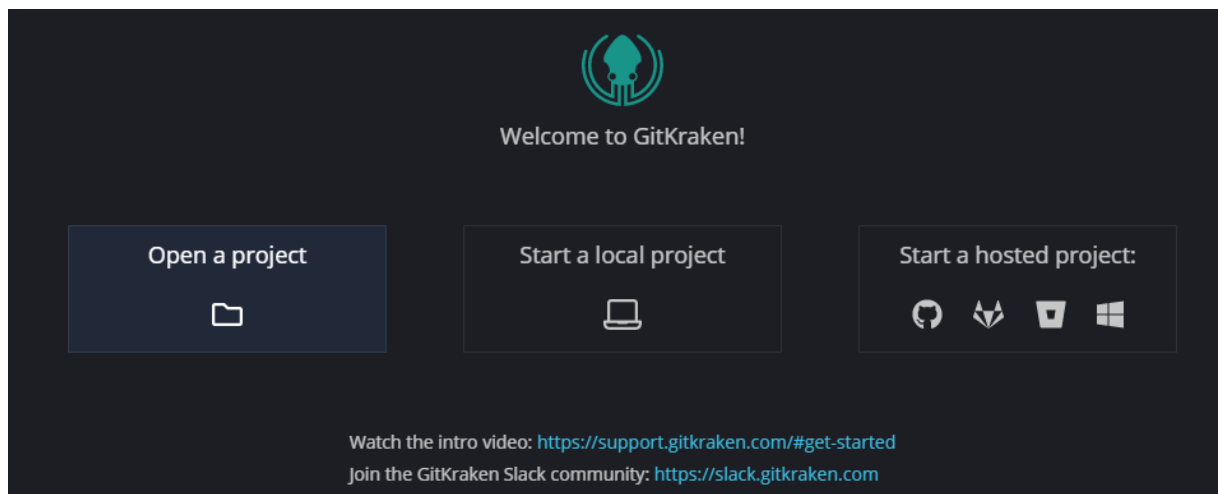 Welcome to GitKraken!
Open a project
Start a local project
Start a hosted project:
Watch the intro video: https://support.gitkraken.com/#get-started
Join the GitKraken Slack community: https://slack.gitkraken.com